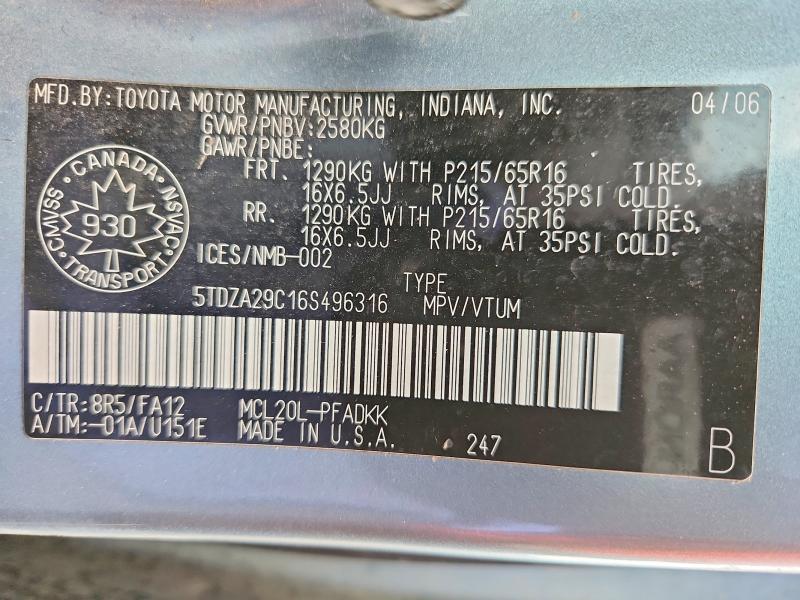 MFD.BY:TOYOTA MOTOR MANUFACTURING, INDIANA, INC. 04/06
GVWR/PNBV:2580KG
GAWR/PNBE:
FRT. 1290KG WITH P215/65R16 TIRES,
16X6.5JJ RIMS, AT 35PSI COLD.
RR. 1290KG WITH P215/65R16 TIRES,
16X6.5JJ RIMS, AT 35PSI COLD.
CANADA
CMVSS 930 NSVAC
TRANSPORT
ICES/NMB-002
TYPE
5TDZA29C16S496316 MPV/VTUM
C/TR:8R5/FA12 MCL20L-PFADKK
A/TM:-01A/U151E MADE IN U.S.A. 247
B